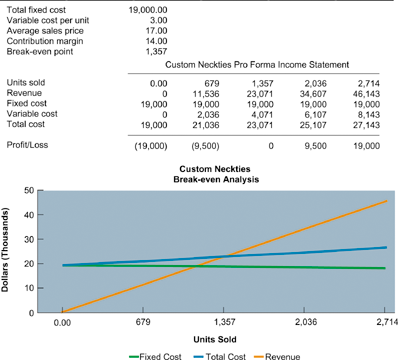 Total fixed cost 19,000.00
Variable cost per unit 3.00
Average sales price 17.00
Contribution margin 14.00
Break-even point 1,357
Custom Neckties Pro Forma Income Statement
Units sold 0.00 679 1,357 2,036 2,714
Revenue 0 11,536 23,071 34,607 46,143
Fixed cost 19,000 19,000 19,000 19,000 19,000
Variable cost 0 2,036 4,071 6,107 8,143
Total cost 19,000 21,036 23,071 25,107 27,143
Profit/Loss (19,000) (9,500) 0 9,500 19,000
Custom Neckties
Break-even Analysis
Dollars (Thousands)
50
40
30
20
10
0
0.00 679 1,357 2,036 2,714
Units Sold
Fixed Cost Total Cost Revenue